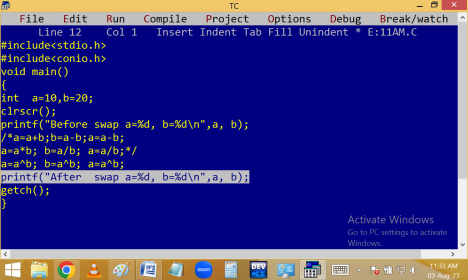 TC
File Edit Run Compile Project Options Debug Break/watch
Line 12 Col 1 Insert Indent Tab Fill Unindent * E:11AM.C
#include<stdio.h>
#include<conio.h>
void main()
{
int a=10,b=20;
clrscr();
printf("Before swap a=%d, b=%d\n",a, b);
/*a=a+b;b=a-b;a=a-b;
a=a*b; b=a/b; a=a/b;*/
a=a^b; b=a^b; a=a^b;
printf("After  swap a=%d, b=%d\n",a, b);
getch();
}
Activate Windows
Go to PC settings to activate
Windows.
zoom
DEV
11:33 AM
03-Aug-23